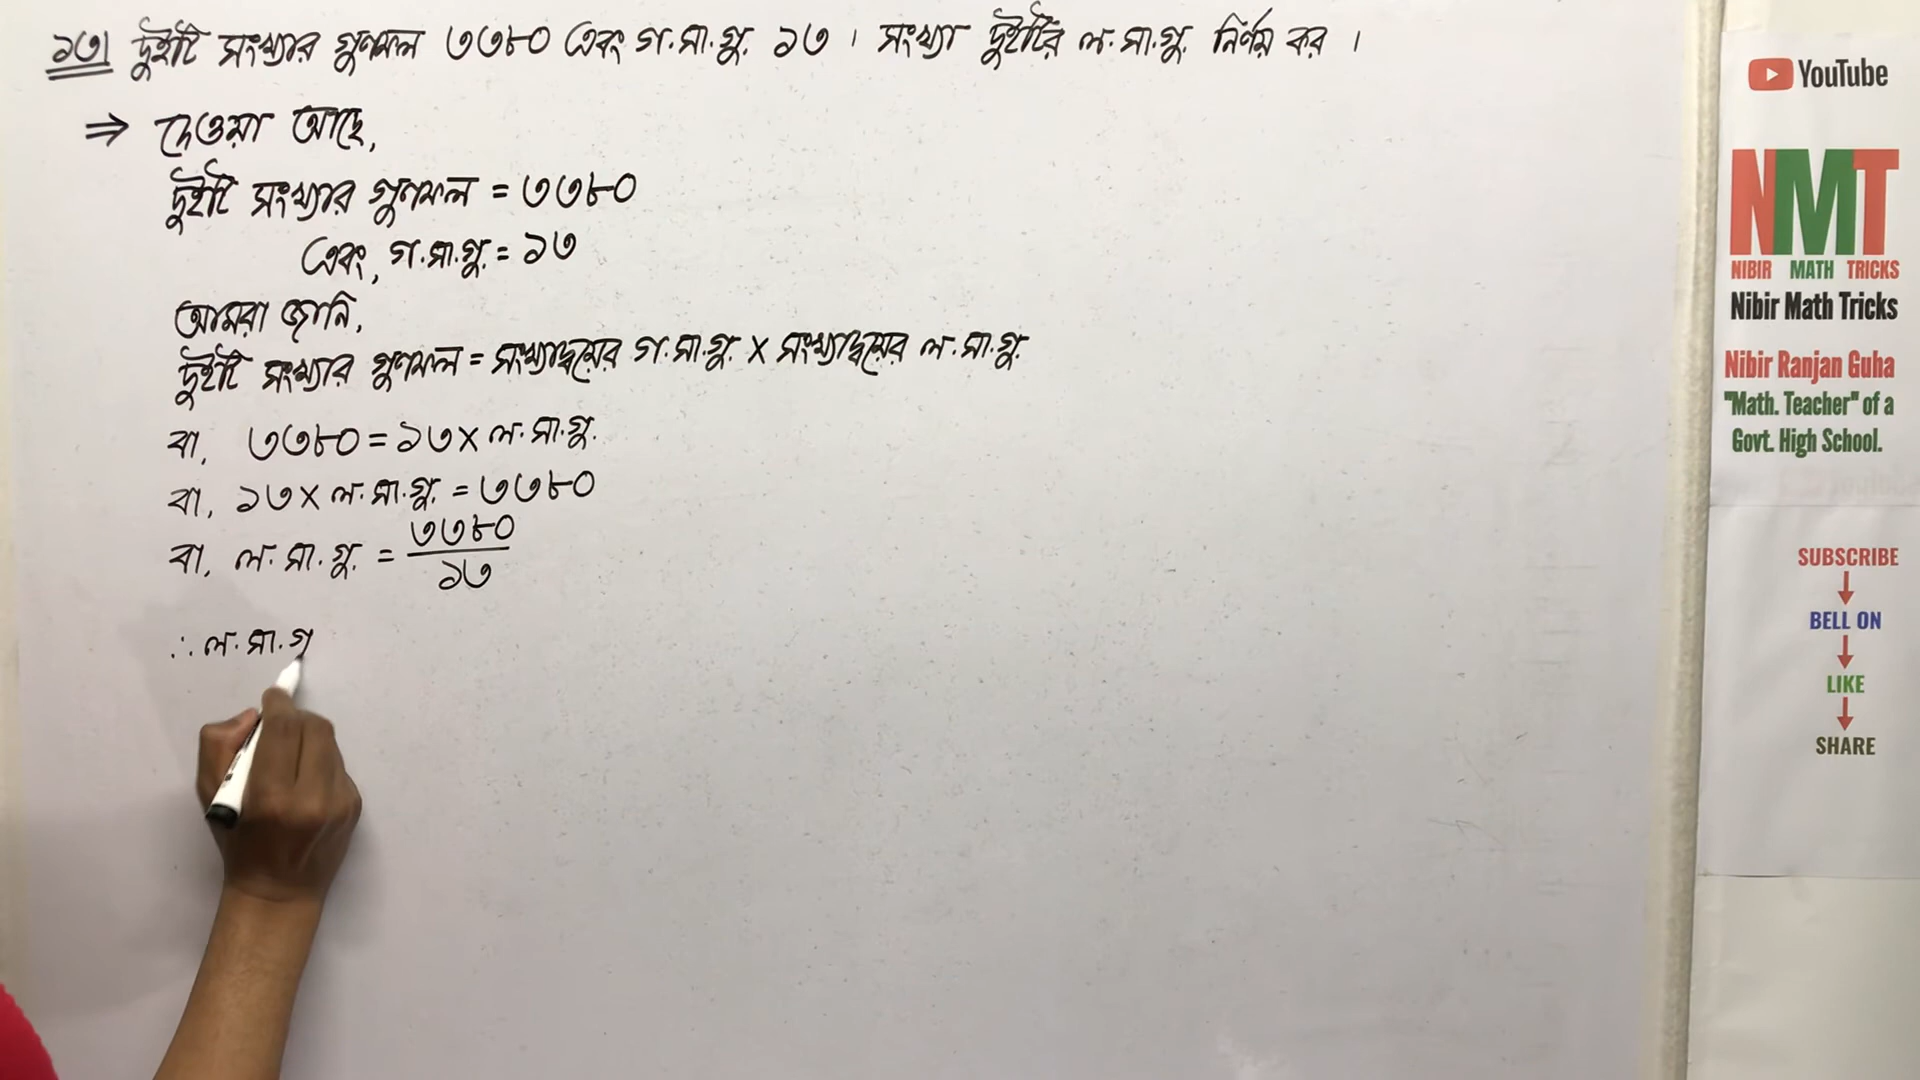 ১৩| দুইটি সংখ্যার গুণফল ৩৩৮০ এবং গ.সা.গু. ১৩ । সংখ্যা দুইটির ল.সা.গু. নির্ণয় কর ।
⇒ দেওয়া আছে,
দুইটি সংখ্যার গুণফল = ৩৩৮০
এবং, গ.সা.গু. = ১৩
আমরা জানি,
দুইটি সংখ্যার গুণফল = সংখ্যাদ্বয়ের গ.সা.গু. × সংখ্যাদ্বয়ের ল.সা.গু.
বা, ৩৩৮০ = ১৩ × ল.সা.গু.
বা, ১৩ × ল.সা.গু. = ৩৩৮০
বা, ল.সা.গু. = ৩৩৮০/১৩
∴ ল.সা.গ
YouTube
NMT
NIBIR MATH TRICKS
Nibir Math Tricks
Nibir Ranjan Guha
"Math. Teacher" of a
Govt. High School.
SUBSCRIBE
BELL ON
LIKE
SHARE